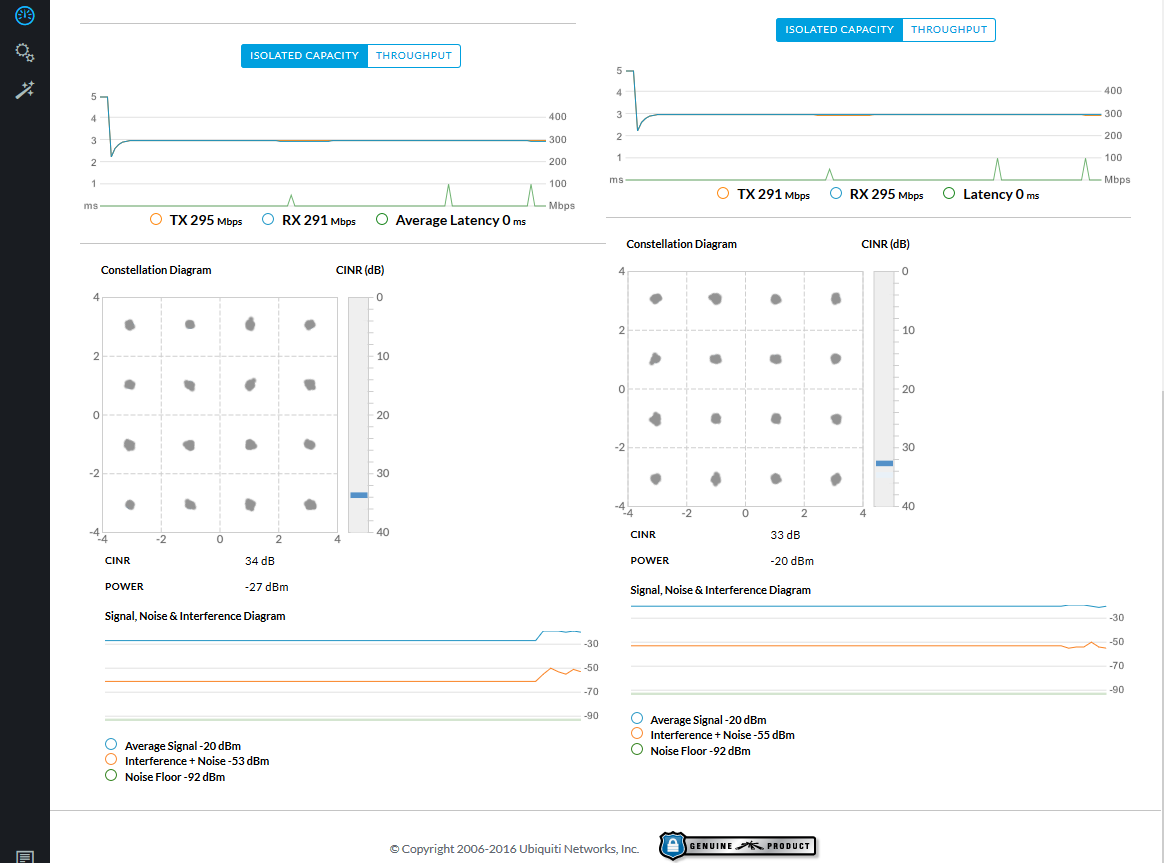 ISOLATED CAPACITY THROUGHPUT
5
4
3
2
1
ms
400
300
200
100
Mbps
TX 295 Mbps RX 291 Mbps Average Latency 0 ms
Constellation Diagram CINR (dB)
4
2
0
-2
-4
-4 -2 0 2 4
0
10
20
30
40
CINR 34 dB
POWER -27 dBm
Signal, Noise & Interference Diagram
-30
-50
-70
-90
Average Signal -20 dBm
Interference + Noise -53 dBm
Noise Floor -92 dBm
ISOLATED CAPACITY THROUGHPUT
5
4
3
2
1
ms
400
300
200
100
Mbps
TX 291 Mbps RX 295 Mbps Latency 0 ms
Constellation Diagram CINR (dB)
4
2
0
-2
-4
-4 -2 0 2 4
0
10
20
30
40
CINR 33 dB
POWER -20 dBm
Signal, Noise & Interference Diagram
-30
-50
-70
-90
Average Signal -20 dBm
Interference + Noise -55 dBm
Noise Floor -92 dBm
© Copyright 2006-2016 Ubiquiti Networks, Inc.
GENUINE PRODUCT